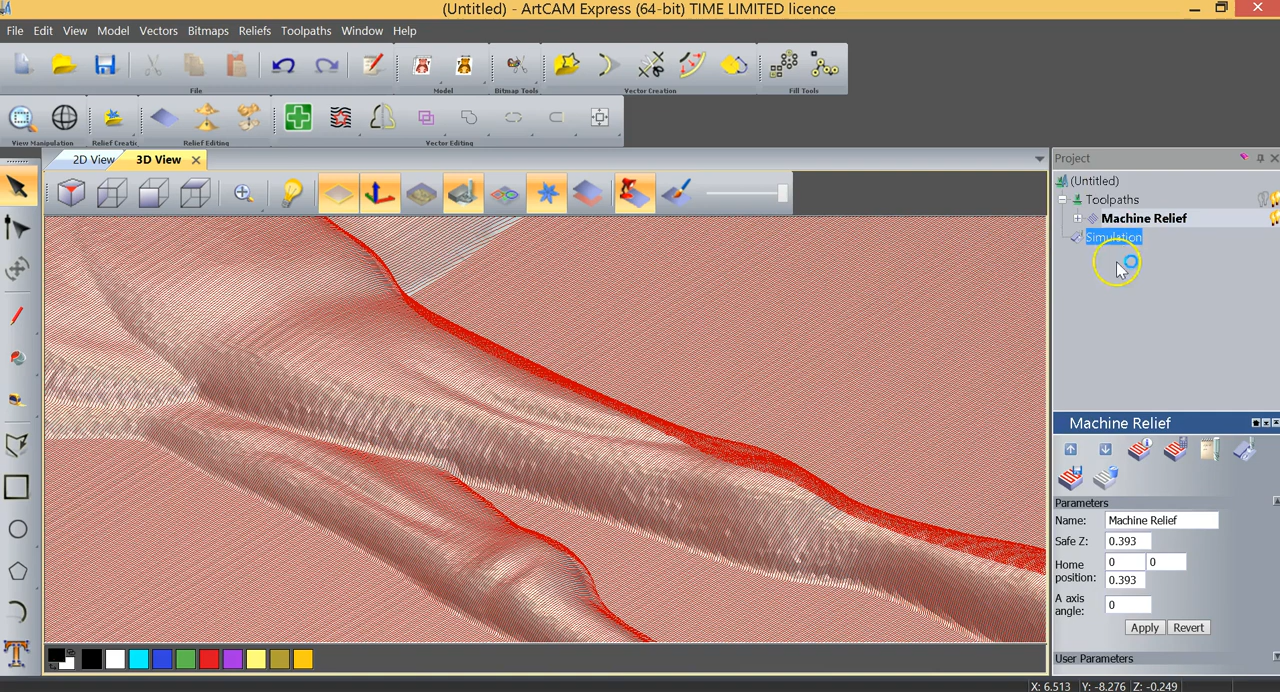 (Untitled) - ArtCAM Express (64-bit) TIME LIMITED licence
File Edit View Model Vectors Bitmaps Reliefs Toolpaths Window Help
File Model Bitmap Tools Vector Creation Fill Tools
View Manipulation Relief Creatic Relief Editing Vector Editing
2D View 3D View
Project
(Untitled)
Toolpaths
Machine Relief
Simulation
Machine Relief
Parameters
Name: Machine Relief
Safe Z: 0.393
Home position: 0 0
0.393
A axis angle: 0
Apply Revert
User Parameters
X: 6.513 Y: -8.276 Z: -0.249